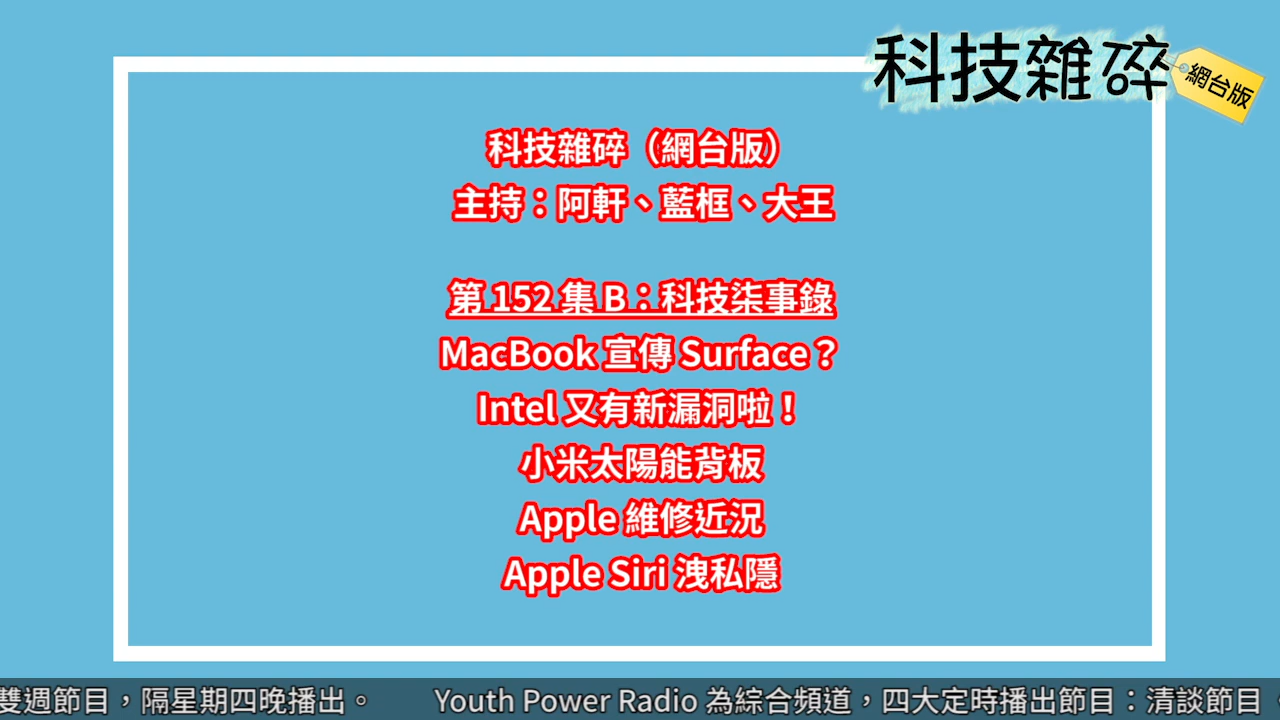 科技雜碎
網台版
科技雜碎（網台版）
主持：阿軒、藍框、大王
第 152 集 B：科技柒事錄
MacBook 宣傳 Surface？
Intel 又有新漏洞啦！
小米太陽能背板
Apple 維修近況
Apple Siri 洩私隱
雙週節目，隔星期四晚播出。 Youth Power Radio 為綜合頻道，四大定時播出節目：清談節目